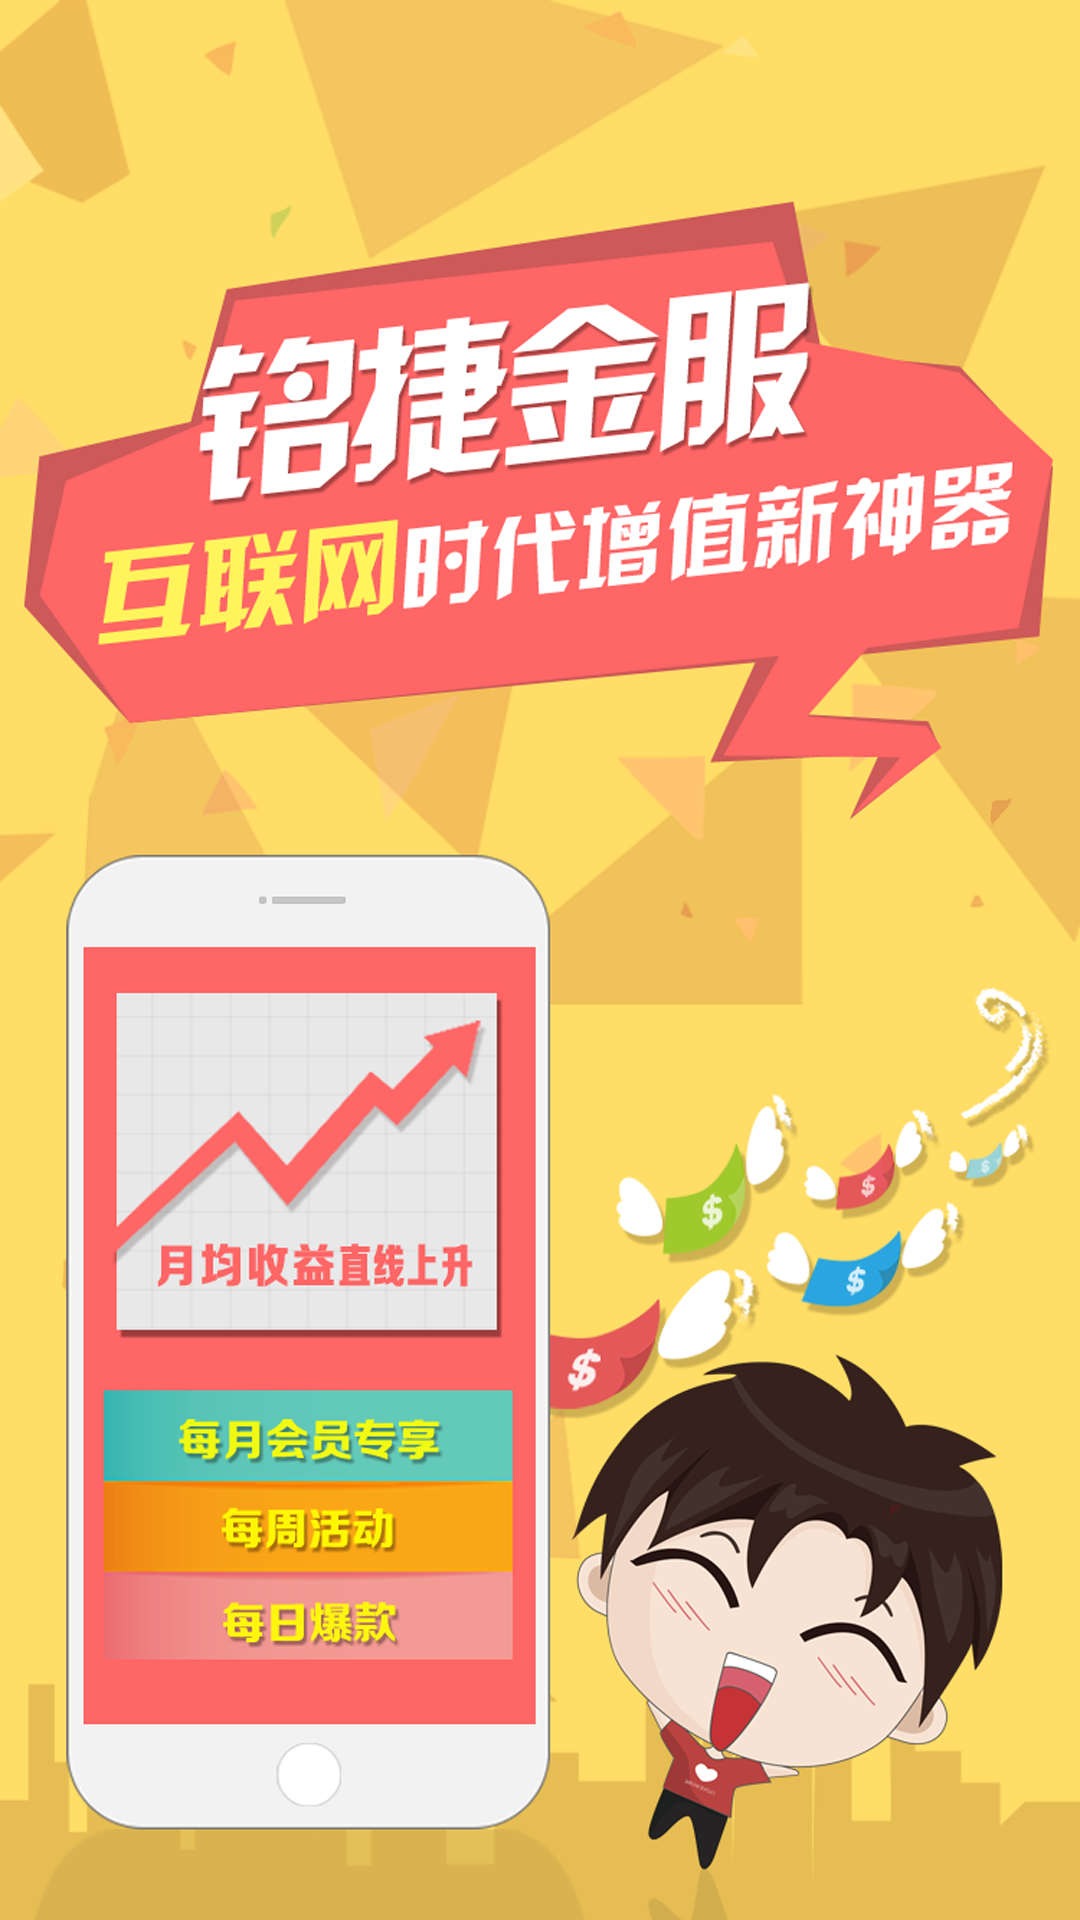 铭捷金服
互联网时代增值新神器
$
$
$
$
$
月均收益直线上升
每月会员专享
每周活动
每日爆款